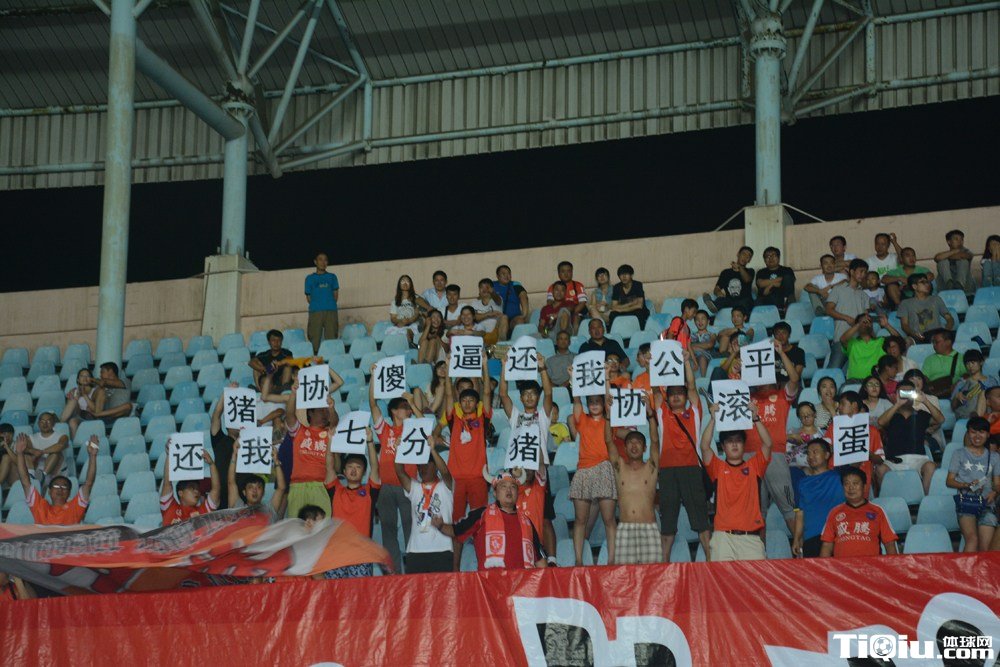 猪协傻逼还我公平
还我七分猪协滚蛋
TiQiu 体球网
.com